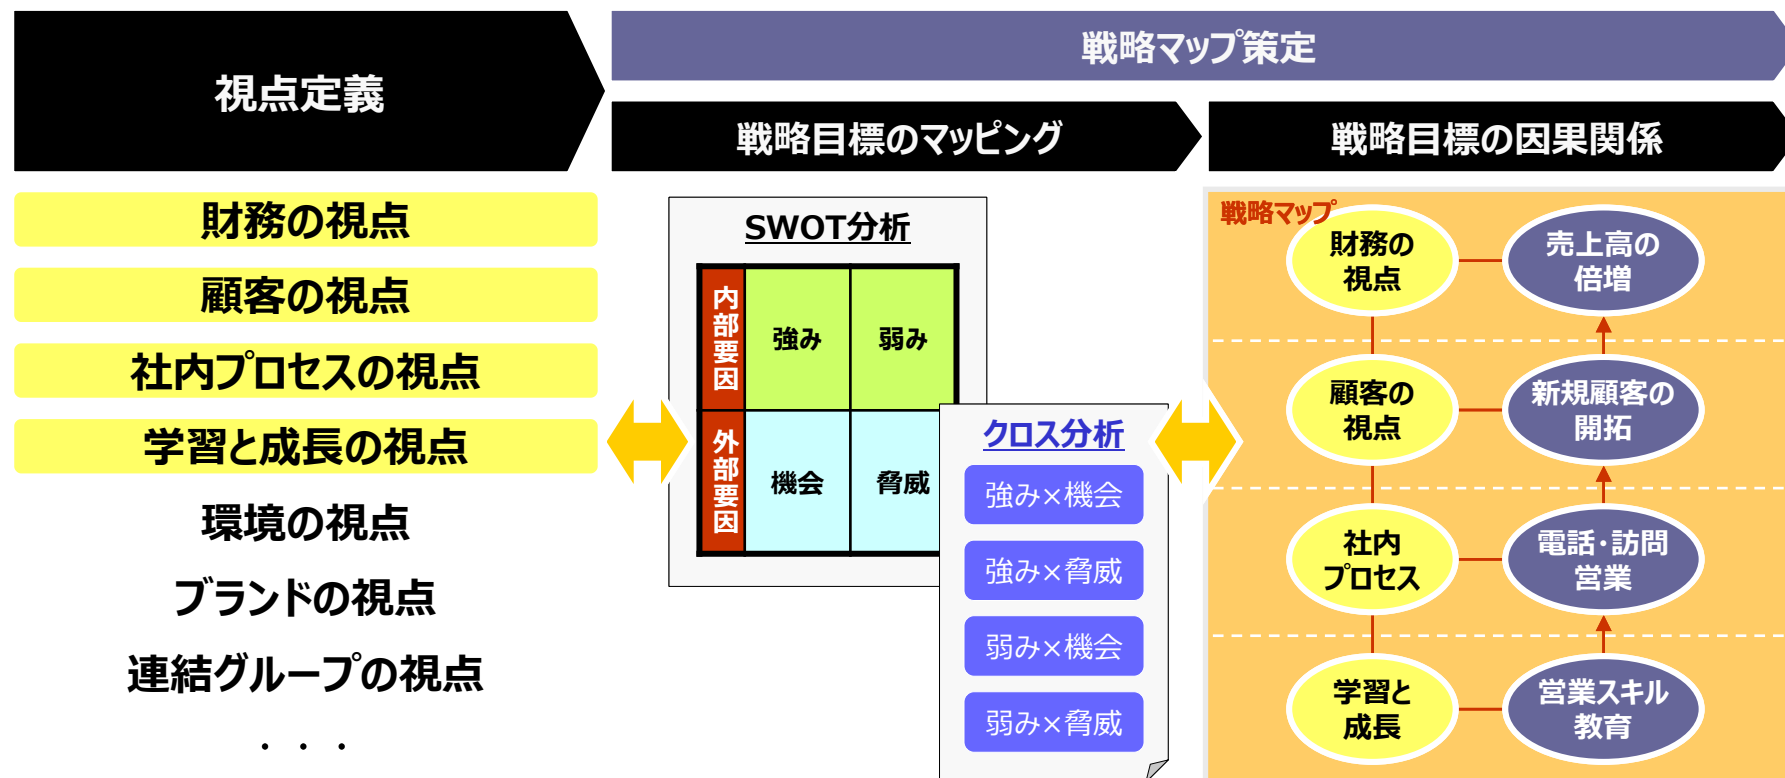 視点定義
戦略マップ策定
戦略目標のマッピング
戦略目標の因果関係
財務の視点
顧客の視点
社内プロセスの視点
学習と成長の視点
環境の視点
ブランドの視点
連結グループの視点
・・・
SWOT分析
内部要因
強み
弱み
外部要因
機会
脅威
クロス分析
強み×機会
強み×脅威
弱み×機会
弱み×脅威
戦略マップ
財務の
視点
売上高の
倍増
顧客の
視点
新規顧客の
開拓
社内
プロセス
電話・訪問
営業
学習と
成長
営業スキル
教育